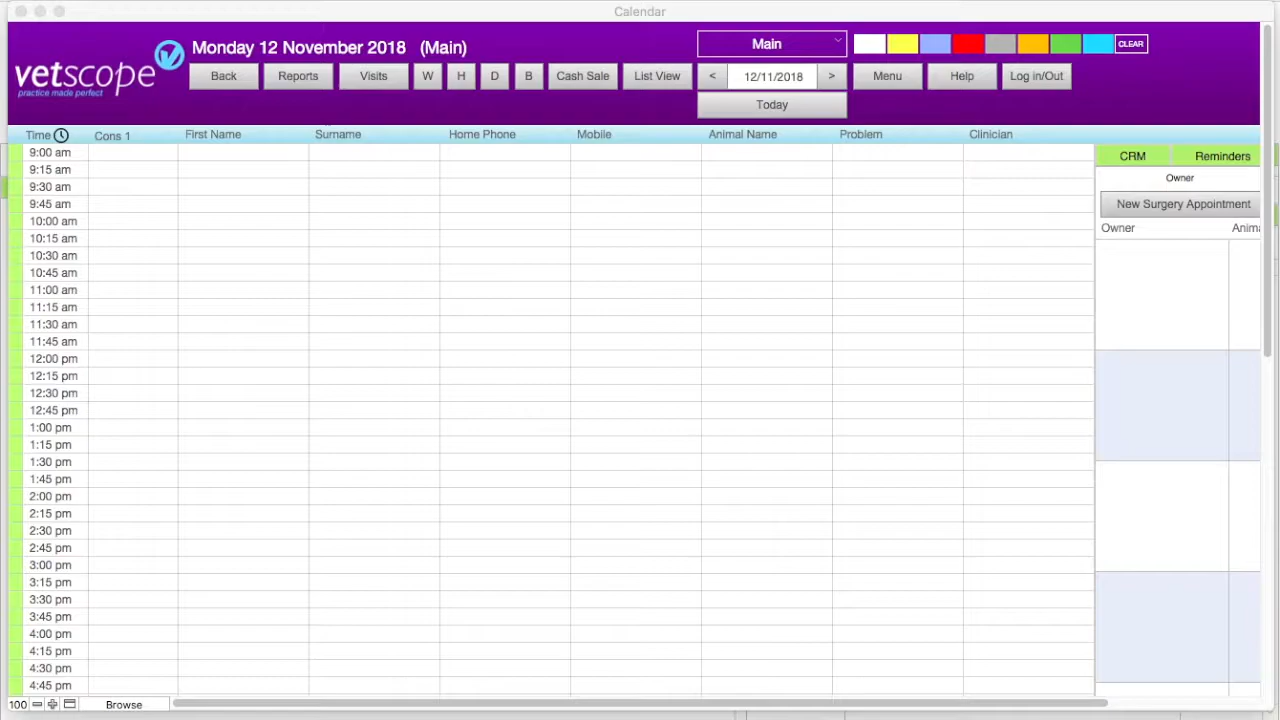 Calendar
vetscope
practice made perfect
Monday 12 November 2018 (Main)
Main
CLEAR
Back
Reports
Visits
W
H
D
B
Cash Sale
List View
<
12/11/2018
>
Menu
Help
Log in/Out
Today
Time
Cons 1
First Name
Surname
Home Phone
Mobile
Animal Name
Problem
Clinician
9:00 am
9:15 am
9:30 am
9:45 am
10:00 am
10:15 am
10:30 am
10:45 am
11:00 am
11:15 am
11:30 am
11:45 am
12:00 pm
12:15 pm
12:30 pm
12:45 pm
1:00 pm
1:15 pm
1:30 pm
1:45 pm
2:00 pm
2:15 pm
2:30 pm
2:45 pm
3:00 pm
3:15 pm
3:30 pm
3:45 pm
4:00 pm
4:15 pm
4:30 pm
4:45 pm
CRM
Reminders
Owner
New Surgery Appointment
Owner
Anima
100
Browse